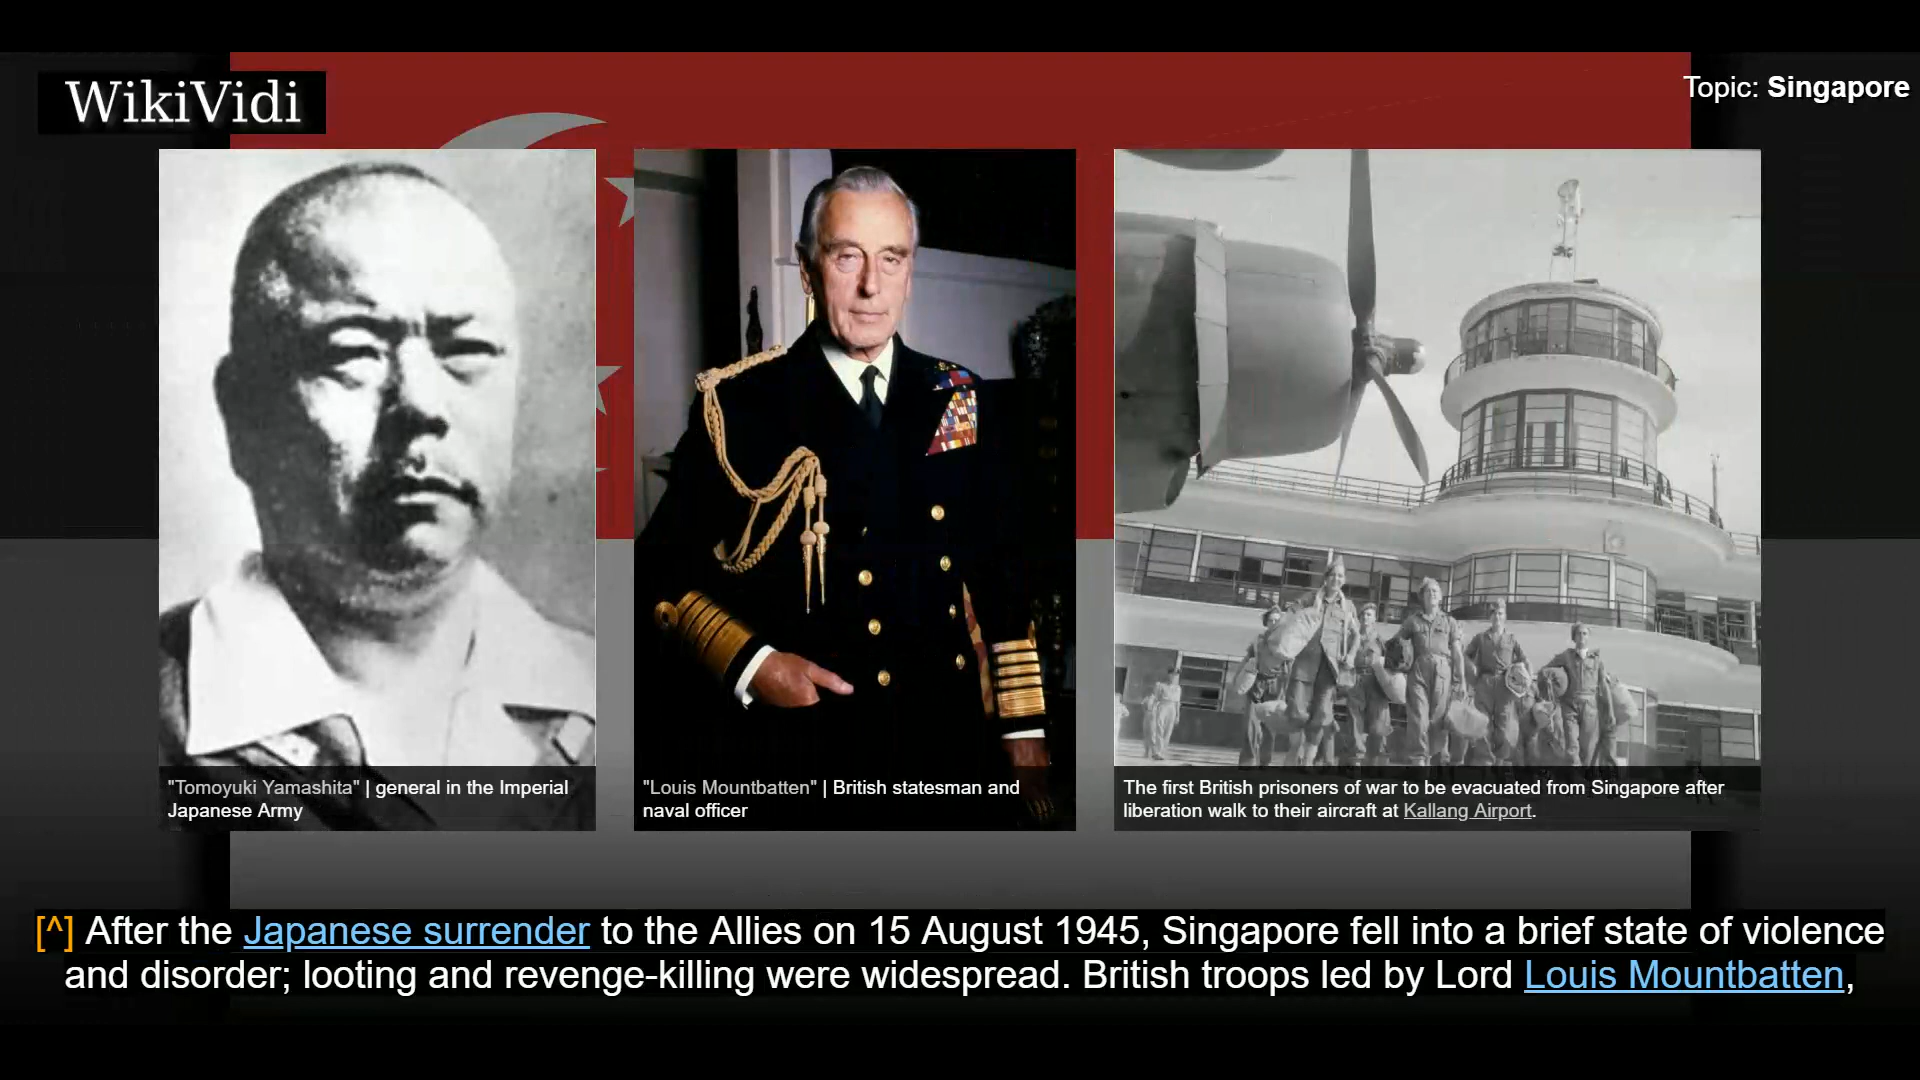 WikiVidi
Topic: Singapore
"Tomoyuki Yamashita" | general in the Imperial
Japanese Army
"Louis Mountbatten" | British statesman and
naval officer
The first British prisoners of war to be evacuated from Singapore after
liberation walk to their aircraft at Kallang Airport.
[^] After the Japanese surrender to the Allies on 15 August 1945, Singapore fell into a brief state of violence
and disorder; looting and revenge-killing were widespread. British troops led by Lord Louis Mountbatten,